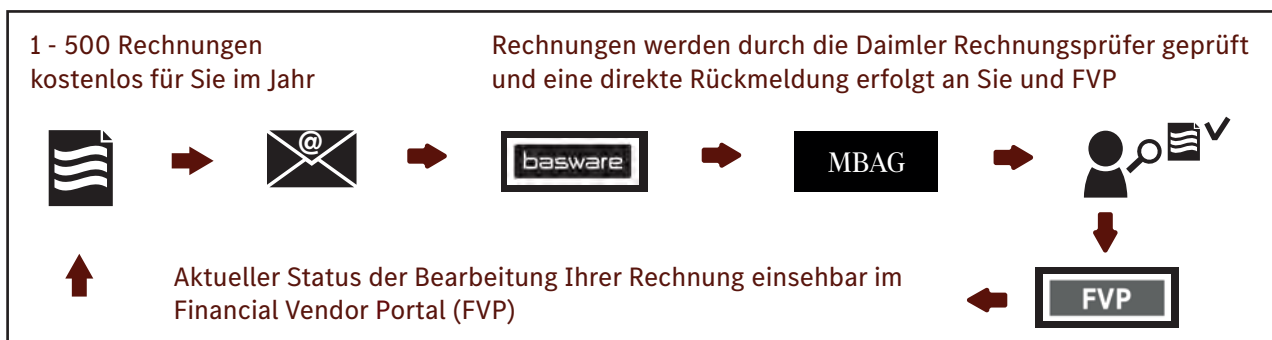 1 - 500 Rechnungen
kostenlos für Sie im Jahr
Rechnungen werden durch die Daimler Rechnungsprüfer geprüft
und eine direkte Rückmeldung erfolgt an Sie und FVP
@
basware
MBAG
Aktueller Status der Bearbeitung Ihrer Rechnung einsehbar im
Financial Vendor Portal (FVP)
FVP